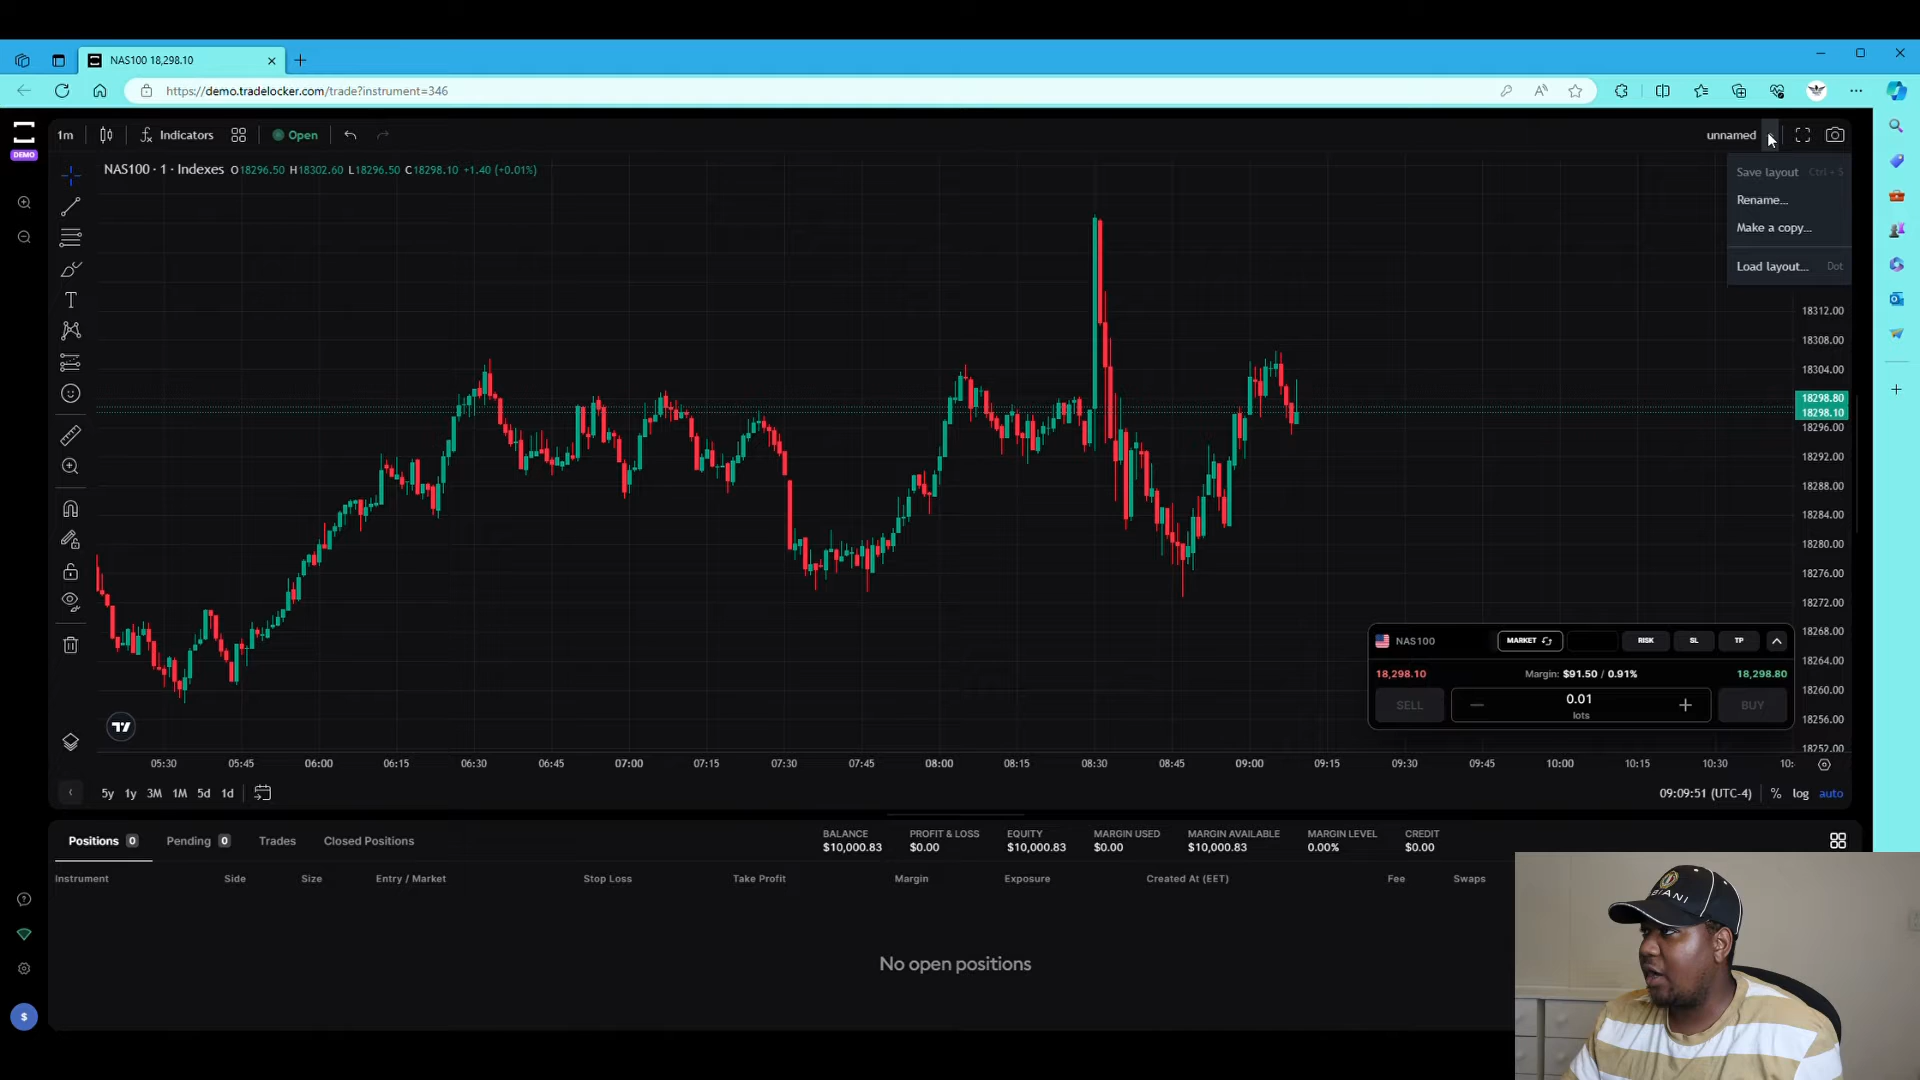 NAS100 18,298.10
https://demo.tradelocker.com/trade?instrument=346
DEMO
1m
Indicators
Open
unnamed
NAS100 · 1 · Indexes O18296.50 H18302.60 L18296.50 C18298.10 +1.40 (+0.01%)
Save layout Ctrl + S
Rename...
Make a copy...
Load layout... Dot
18312.00
18308.00
18304.00
18298.80
18298.10
18296.00
18292.00
18288.00
18284.00
18280.00
18276.00
18272.00
18268.00
18264.00
18260.00
18256.00
18252.00
NAS100 MARKET RISK SL TP
18,298.10 Margin: $91.50 / 0.91% 18,298.80
SELL 0.01 BUY
lots
05:30 05:45 06:00 06:15 06:30 06:45 07:00 07:15 07:30 07:45 08:00 08:15 08:30 08:45 09:00 09:15 09:30 09:45 10:00 10:15 10:30 10:
5y 1y 3M 1M 5d 1d 09:09:51 (UTC-4) % log auto
Positions 0 Pending 0 Trades Closed Positions
BALANCE PROFIT & LOSS EQUITY MARGIN USED MARGIN AVAILABLE MARGIN LEVEL CREDIT
$10,000.83 $0.00 $10,000.83 $0.00 $10,000.83 0.00% $0.00
Instrument Side Size Entry / Market Stop Loss Take Profit Margin Exposure Created At (EET) Fee Swaps
No open positions
$